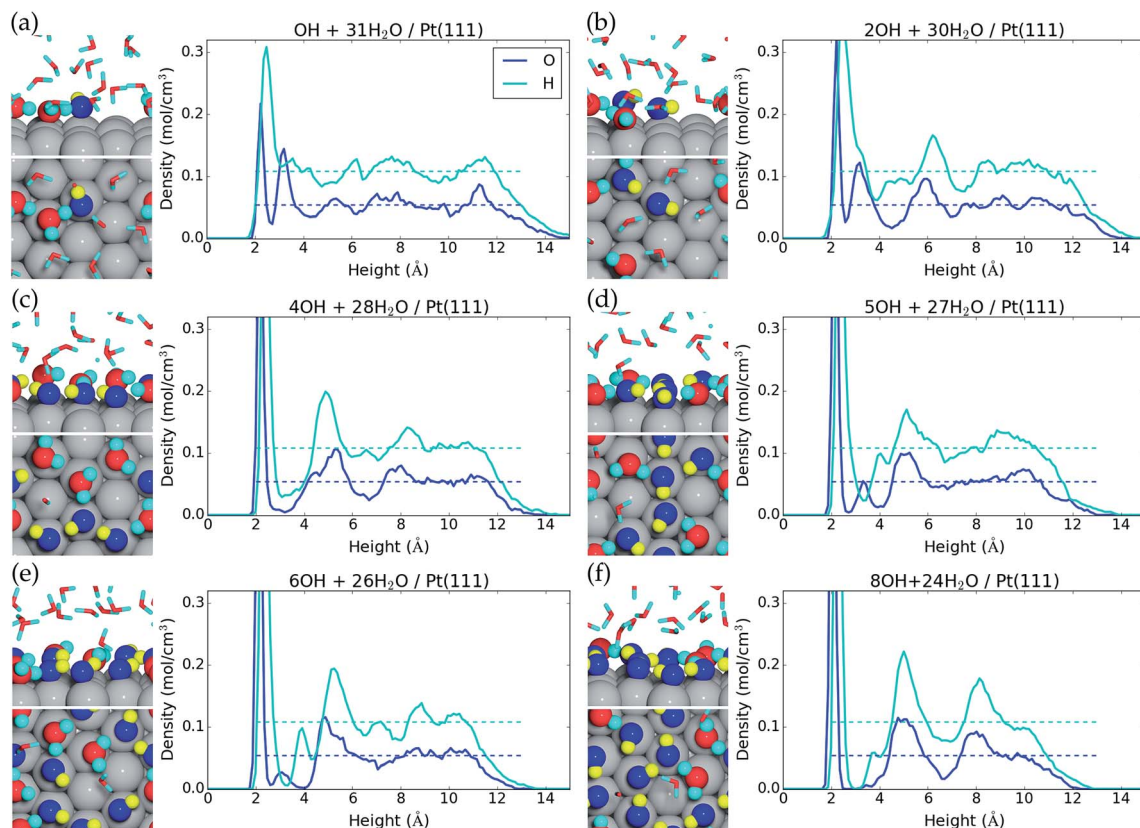 (a)
OH + 31H₂O / Pt(111)
Density (mol/cm³)
0.3
0.2
0.1
0.0
0 2 4 6 8 10 12 14
Height (Å)
O
H
(b)
2OH + 30H₂O / Pt(111)
Density (mol/cm³)
0.3
0.2
0.1
0.0
0 2 4 6 8 10 12 14
Height (Å)
(c)
4OH + 28H₂O / Pt(111)
Density (mol/cm³)
0.3
0.2
0.1
0.0
0 2 4 6 8 10 12 14
Height (Å)
(d)
5OH + 27H₂O / Pt(111)
Density (mol/cm³)
0.3
0.2
0.1
0.0
0 2 4 6 8 10 12 14
Height (Å)
(e)
6OH + 26H₂O / Pt(111)
Density (mol/cm³)
0.3
0.2
0.1
0.0
0 2 4 6 8 10 12 14
Height (Å)
(f)
8OH+24H₂O / Pt(111)
Density (mol/cm³)
0.3
0.2
0.1
0.0
0 2 4 6 8 10 12 14
Height (Å)